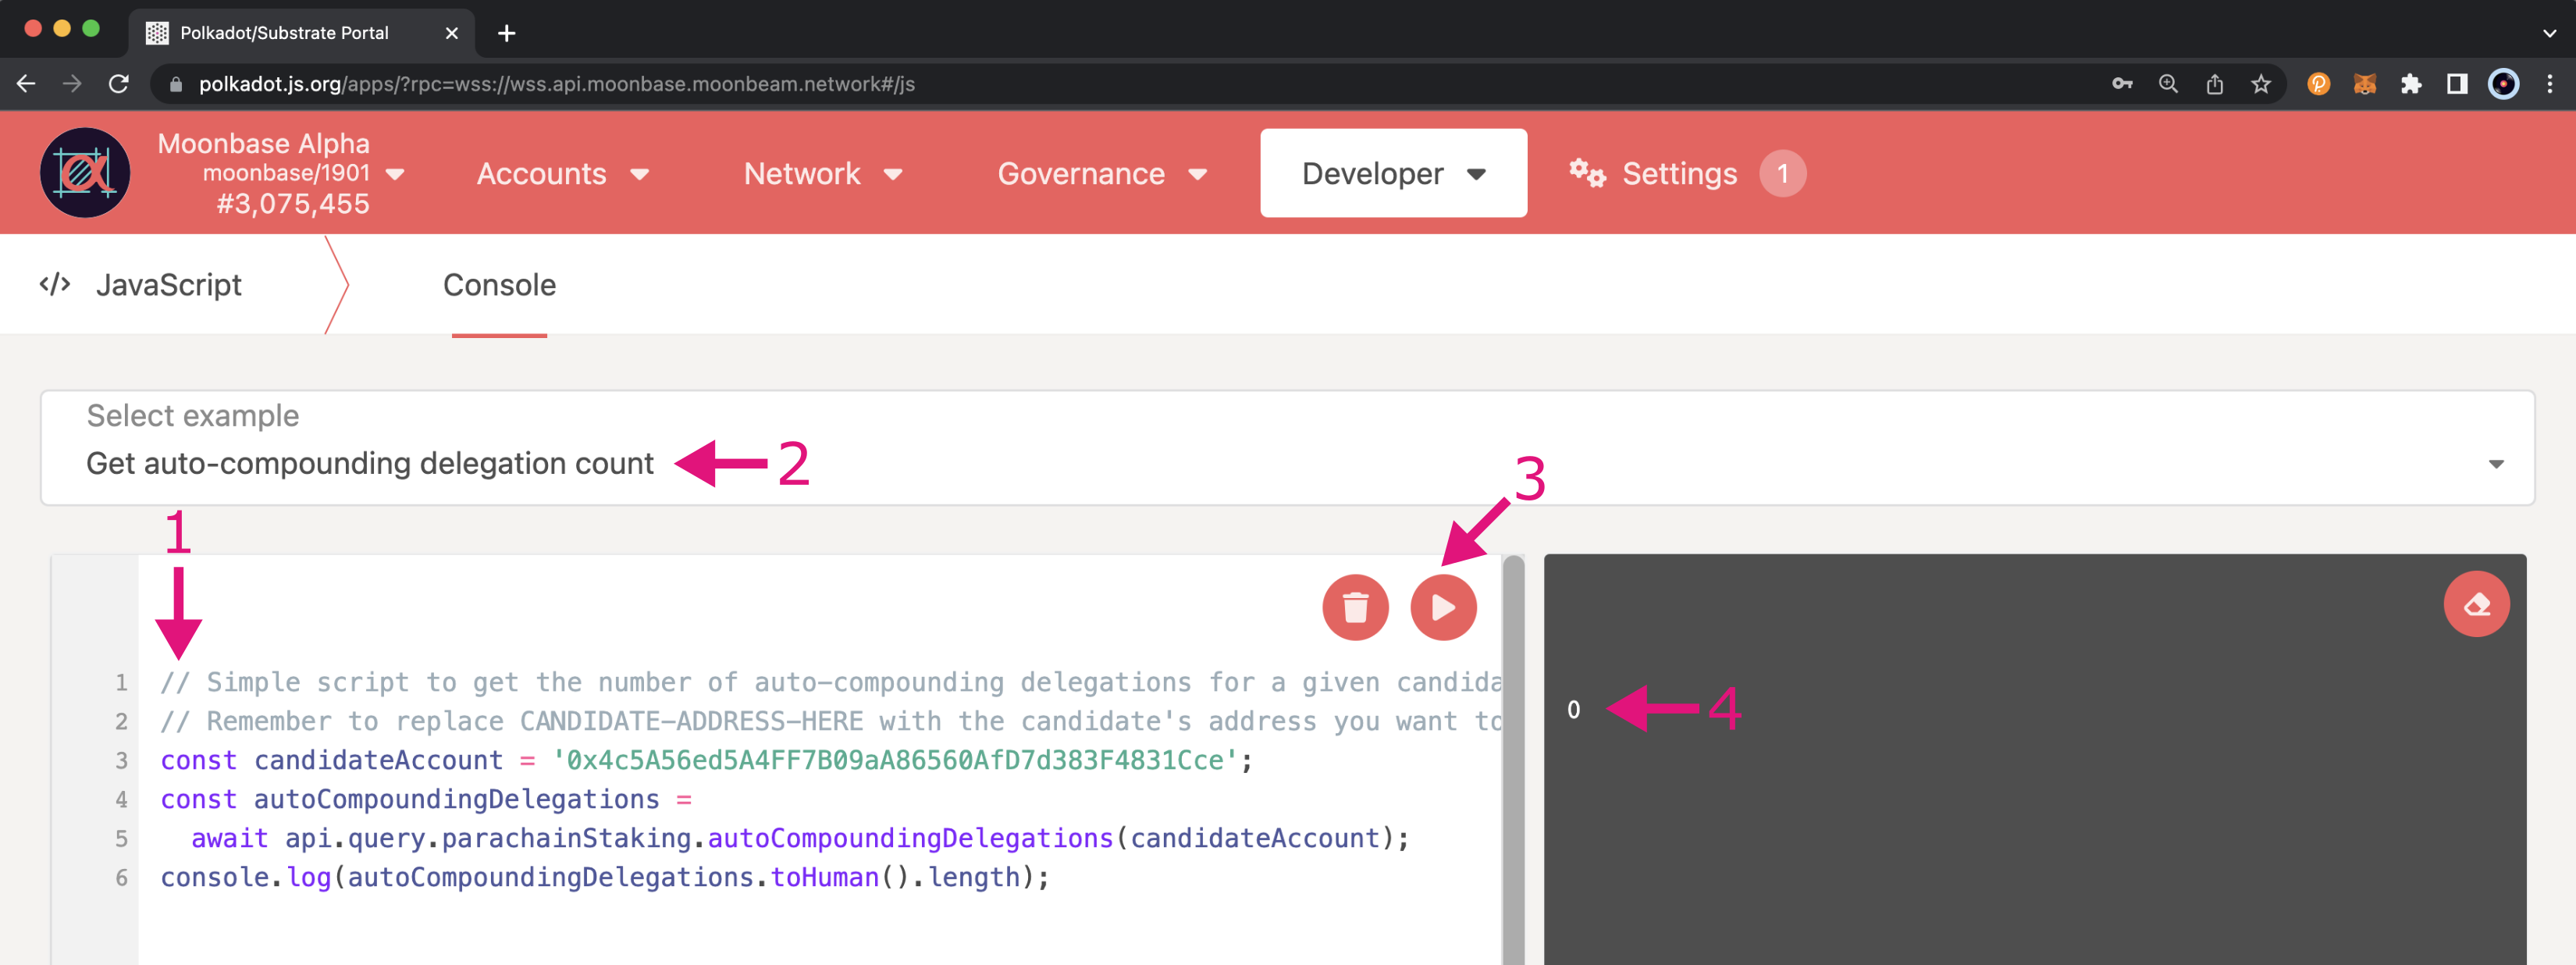 Polkadot/Substrate Portal
polkadot.js.org/apps/?rpc=wss://wss.api.moonbase.moonbeam.network#/js
Moonbase Alpha
moonbase/1901
#3,075,455
Accounts
Network
Governance
Developer
Settings
1
</> JavaScript
Console
Select example
Get auto-compounding delegation count
2
3
1
1 // Simple script to get the number of auto-compounding delegations for a given candida
2 // Remember to replace CANDIDATE-ADDRESS-HERE with the candidate's address you want to
3 const candidateAccount = '0x4c5A56ed5A4FF7B09aA86560AfD7d383F4831Cce';
4 const autoCompoundingDelegations =
5 await api.query.parachainStaking.autoCompoundingDelegations(candidateAccount);
6 console.log(autoCompoundingDelegations.toHuman().length);
0
4